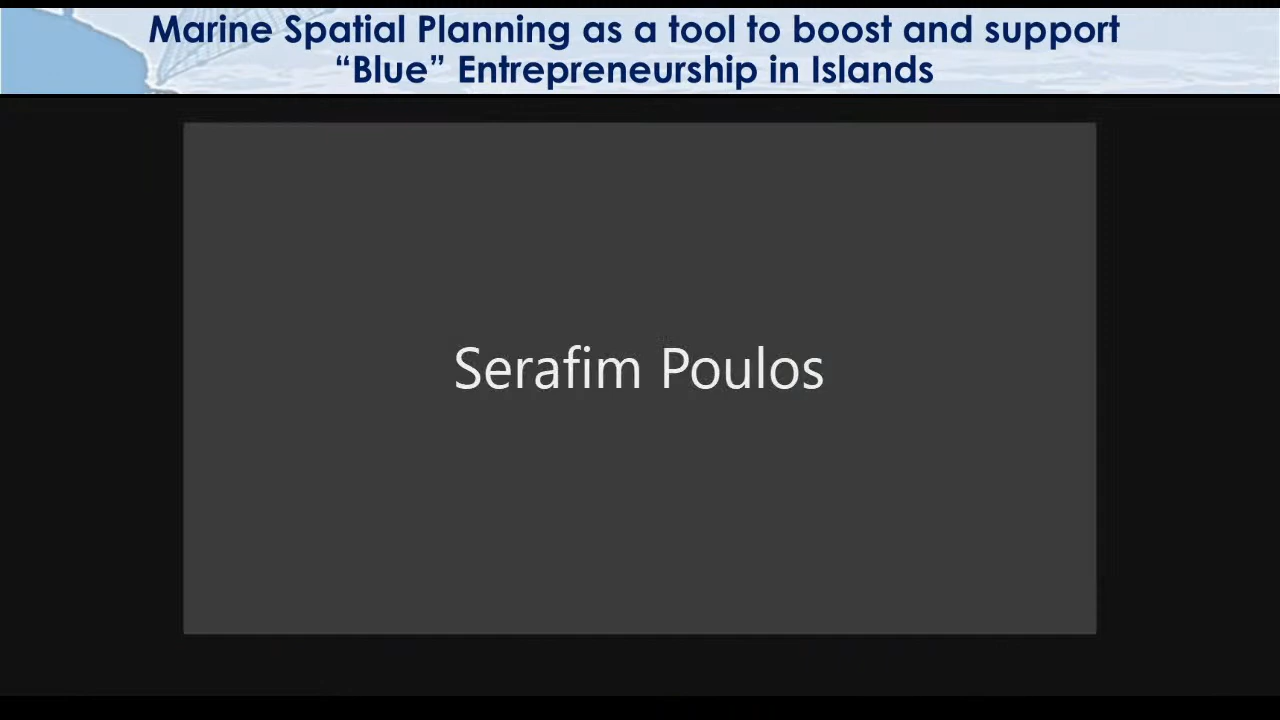 Marine Spatial Planning as a tool to boost and support
“Blue” Entrepreneurship in Islands
Serafim Poulos